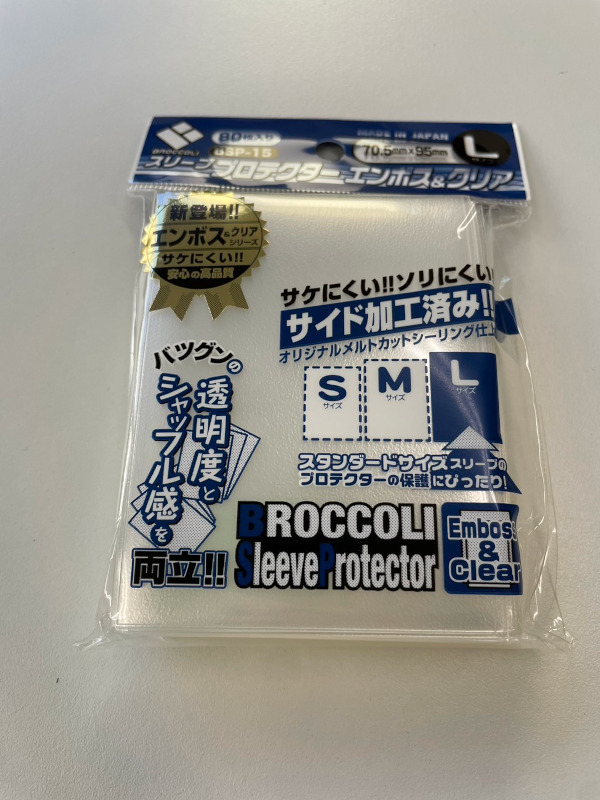 BROCCOLI
80枚入り
BSP-15
MADE IN JAPAN
70.5mm×95mm
L
スリーブプロテクター エンボス&クリア
新登場!!
エンボス&クリア
シリーズ
サケにくい!!
安心の高品質
サケにくい!!ソリにくい!
サイド加工済み!!
オリジナルメルトカットシーリング仕上
S
サイズ
M
サイズ
L
サイズ
スタンダードサイズスリーブの
プロテクターの保護にぴったり!
バツグンの
透明度と
シャッフル感を
両立!!
BROCCOLI
SleeveProtector
Emboss
&
Clear